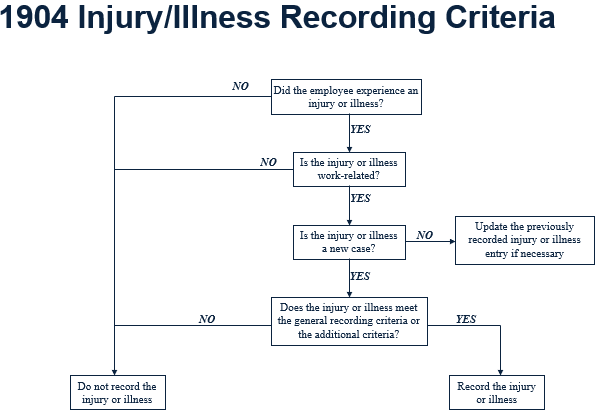 1904 Injury/Illness Recording Criteria
NO
Did the employee experience an
injury or illness?
YES
NO
Is the injury or illness
work-related?
YES
Is the injury or illness
a new case?
NO
Update the previously
recorded injury or illness
entry if necessary
YES
Does the injury or illness meet
the general recording criteria or
the additional criteria?
NO
YES
Do not record the
injury or illness
Record the injury
or illness